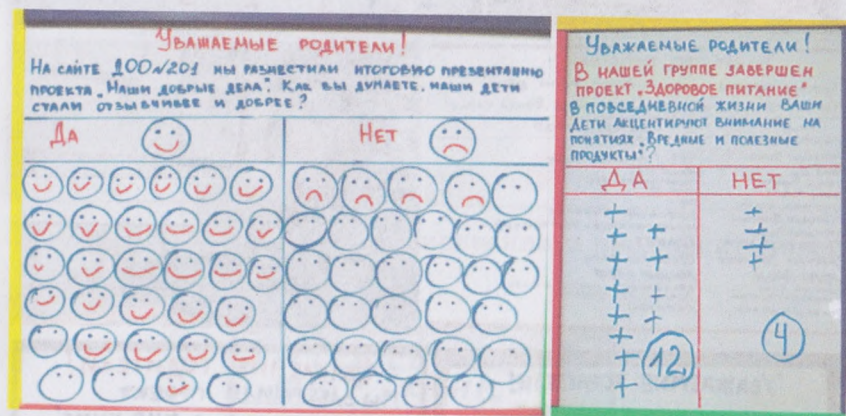 Уважаемые родители!
На сайте ДОО№201 мы разместили итоговую презентацию
проекта „Наши добрые дела". Как вы думаете, наши дети
стали отзывчивее и добрее?
Да
Нет
Уважаемые родители!
В нашей группе завершен
проект „Здоровое питание"
В повседневной жизни ваши
дети акцентируют внимание на
понятиях „Вредные и полезные
продукты"?
ДА
НЕТ
12
4